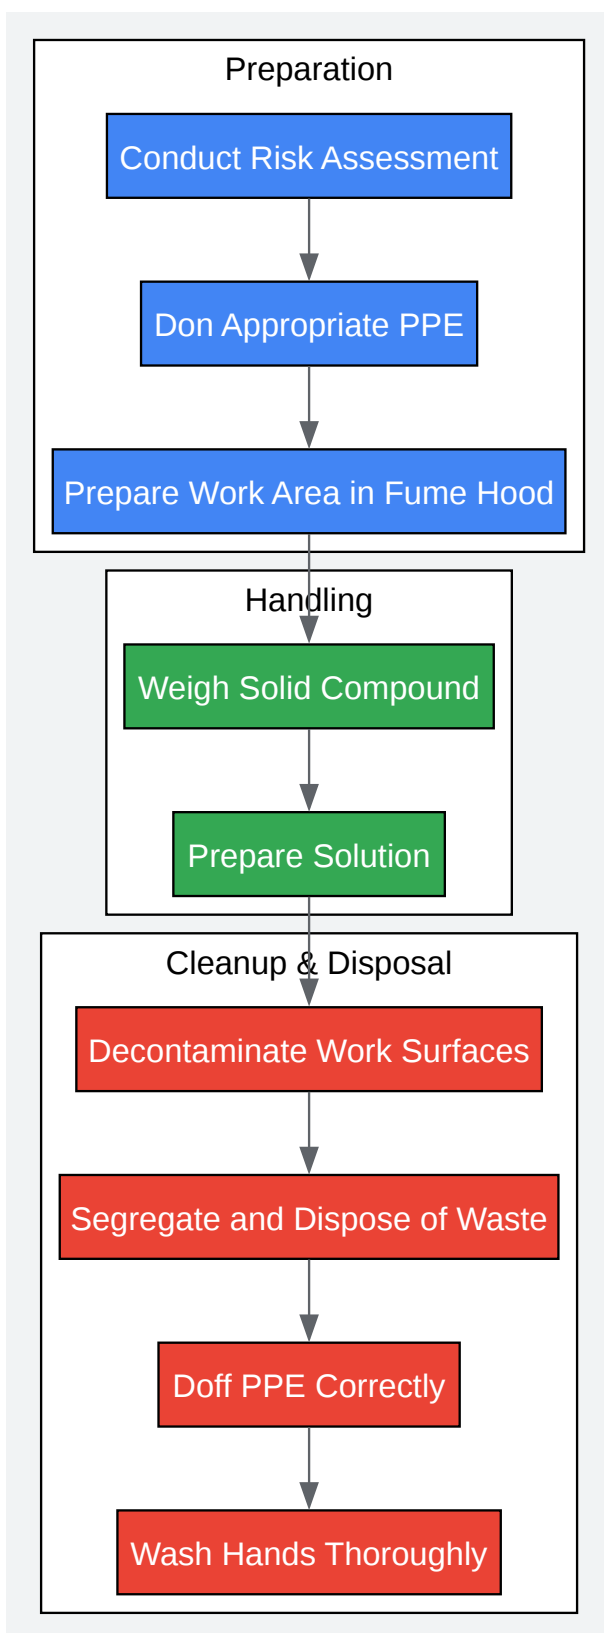 Preparation
Conduct Risk Assessment
Don Appropriate PPE
Prepare Work Area in Fume Hood
Handling
Weigh Solid Compound
Prepare Solution
Cleanup & Disposal
Decontaminate Work Surfaces
Segregate and Dispose of Waste
Doff PPE Correctly
Wash Hands Thoroughly